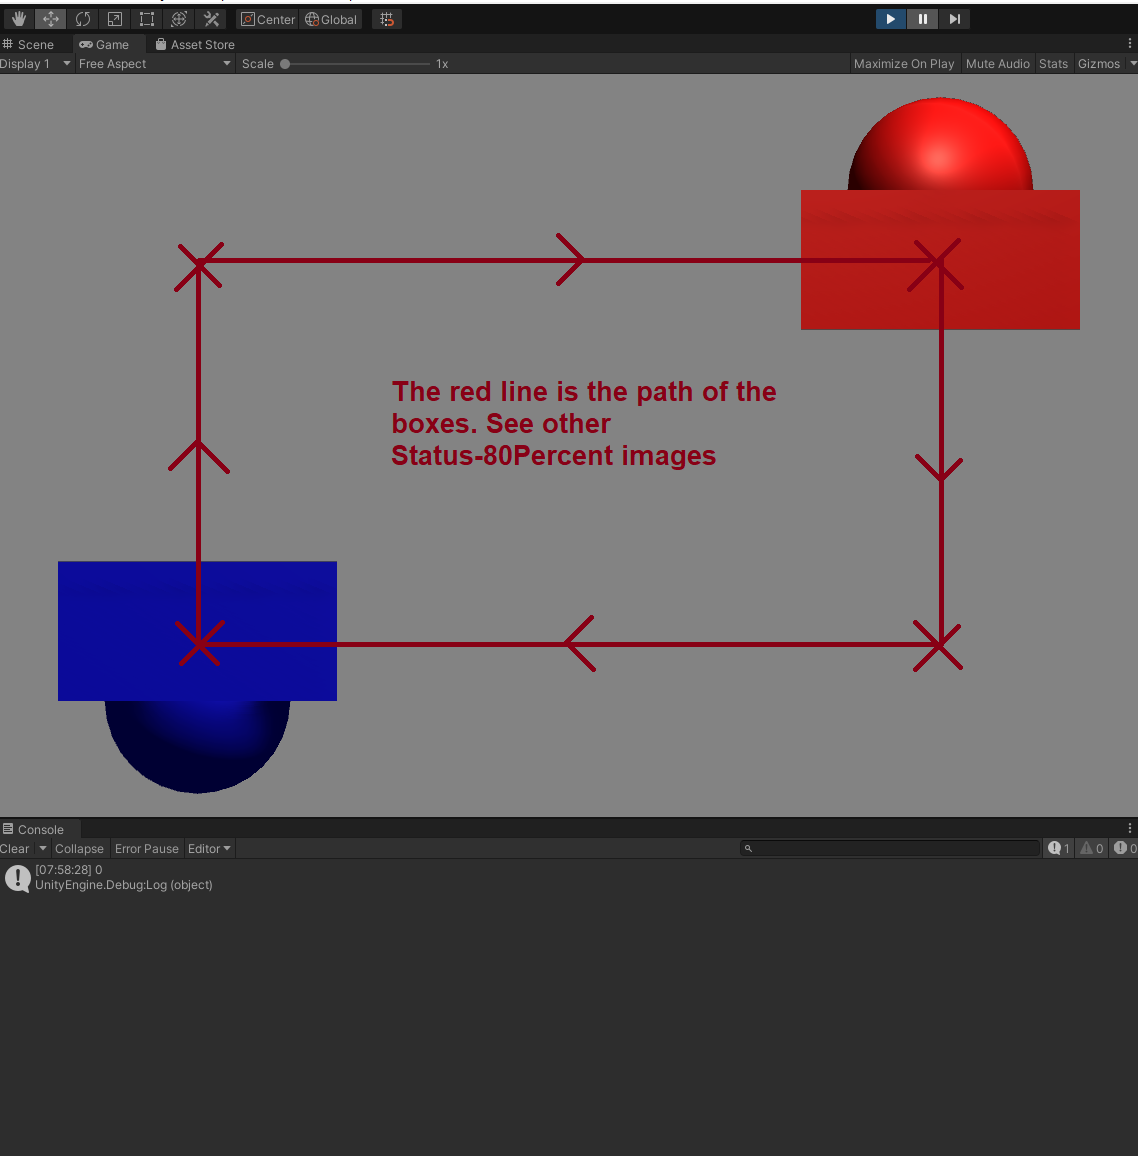 Center Global
Scene Game Asset Store
Display 1 Free Aspect Scale 1x Maximize On Play Mute Audio Stats Gizmos
The red line is the path of the
boxes. See other
Status-80Percent images
Console
Clear Collapse Error Pause Editor 1 0 0
[07:58:28] 0
UnityEngine.Debug:Log (object)